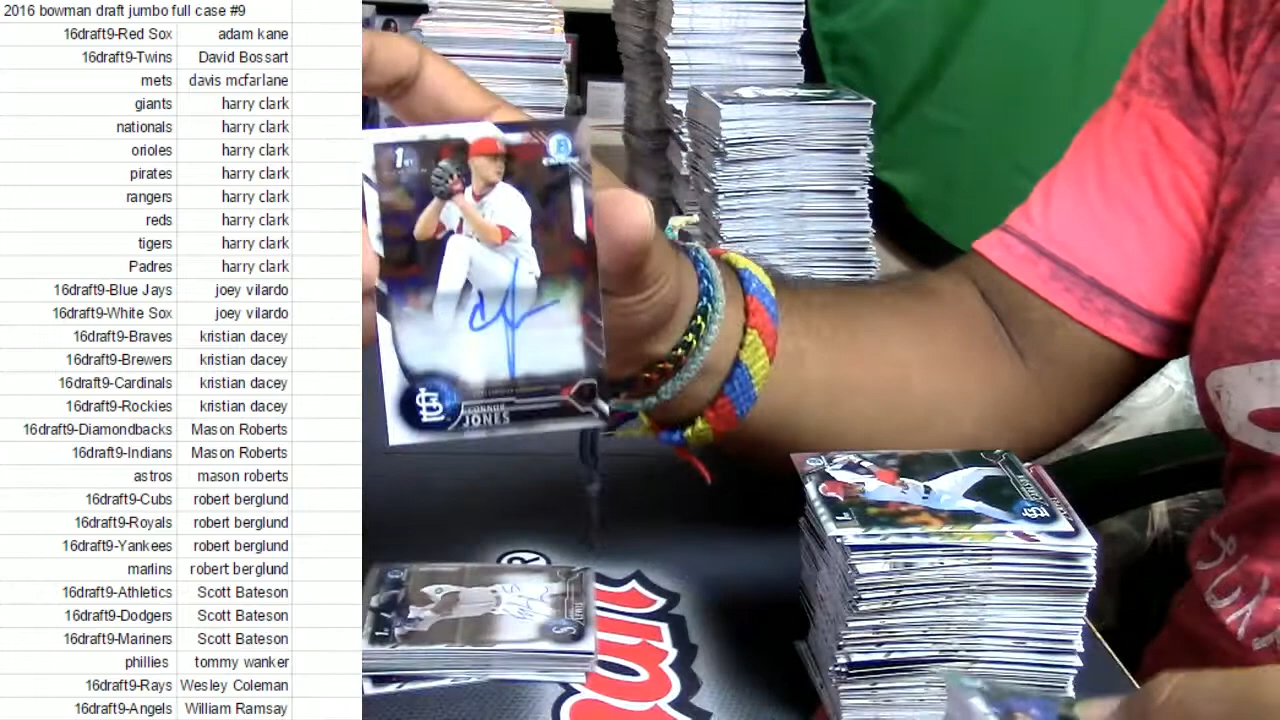 2016 bowman draft jumbo full case #9
16draft9-Red Sox adam kane
16draft9-Twins David Bossart
mets davis mcfarlane
giants harry clark
nationals harry clark
orioles harry clark
pirates harry clark
rangers harry clark
reds harry clark
tigers harry clark
Padres harry clark
16draft9-Blue Jays joey vilardo
16draft9-White Sox joey vilardo
16draft9-Braves kristian dacey
16draft9-Brewers kristian dacey
16draft9-Cardinals kristian dacey
16draft9-Rockies kristian dacey
16draft9-Diamondbacks Mason Roberts
16draft9-Indians Mason Roberts
astros mason roberts
16draft9-Cubs robert berglund
16draft9-Royals robert berglund
16draft9-Yankees robert berglund
marlins robert berglund
16draft9-Athletics Scott Bateson
16draft9-Dodgers Scott Bateson
16draft9-Mariners Scott Bateson
phillies tommy wanker
16draft9-Rays Wesley Coleman
16draft9-Angels William Ramsay
1ST
CONNOR
JONES
LEWIS